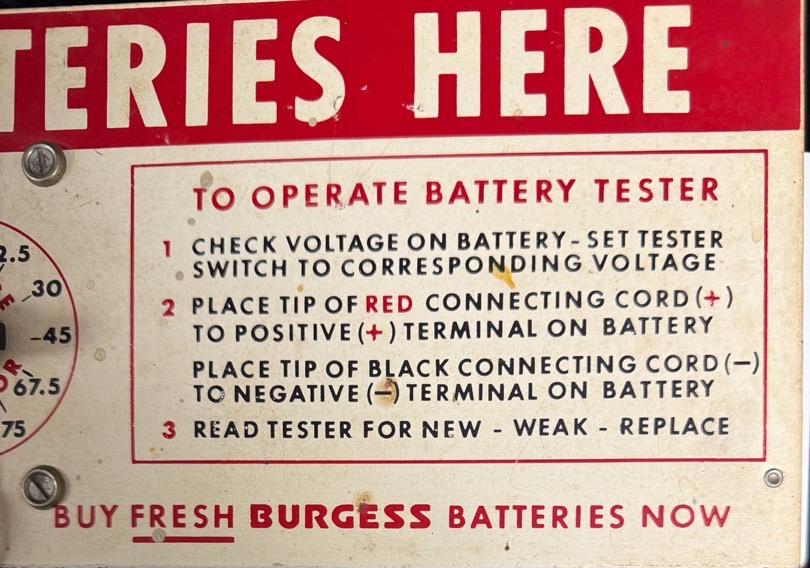 TERIES HERE
TO OPERATE BATTERY TESTER
1 CHECK VOLTAGE ON BATTERY - SET TESTER
SWITCH TO CORRESPONDING VOLTAGE
2 PLACE TIP OF RED CONNECTING CORD (+)
TO POSITIVE (+) TERMINAL ON BATTERY
PLACE TIP OF BLACK CONNECTING CORD (−)
TO NEGATIVE (−) TERMINAL ON BATTERY
3 READ TESTER FOR NEW - WEAK - REPLACE
2.5
30
45
67.5
75
BUY FRESH BURGESS BATTERIES NOW